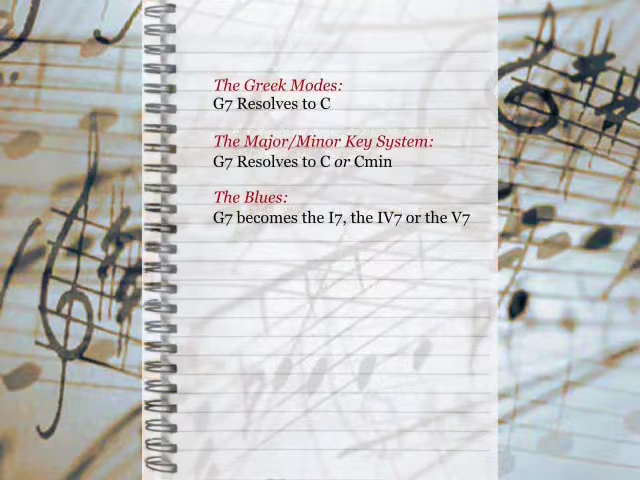 The Greek Modes:
G7 Resolves to C
The Major/Minor Key System:
G7 Resolves to C or Cmin
The Blues:
G7 becomes the I7, the IV7 or the V7